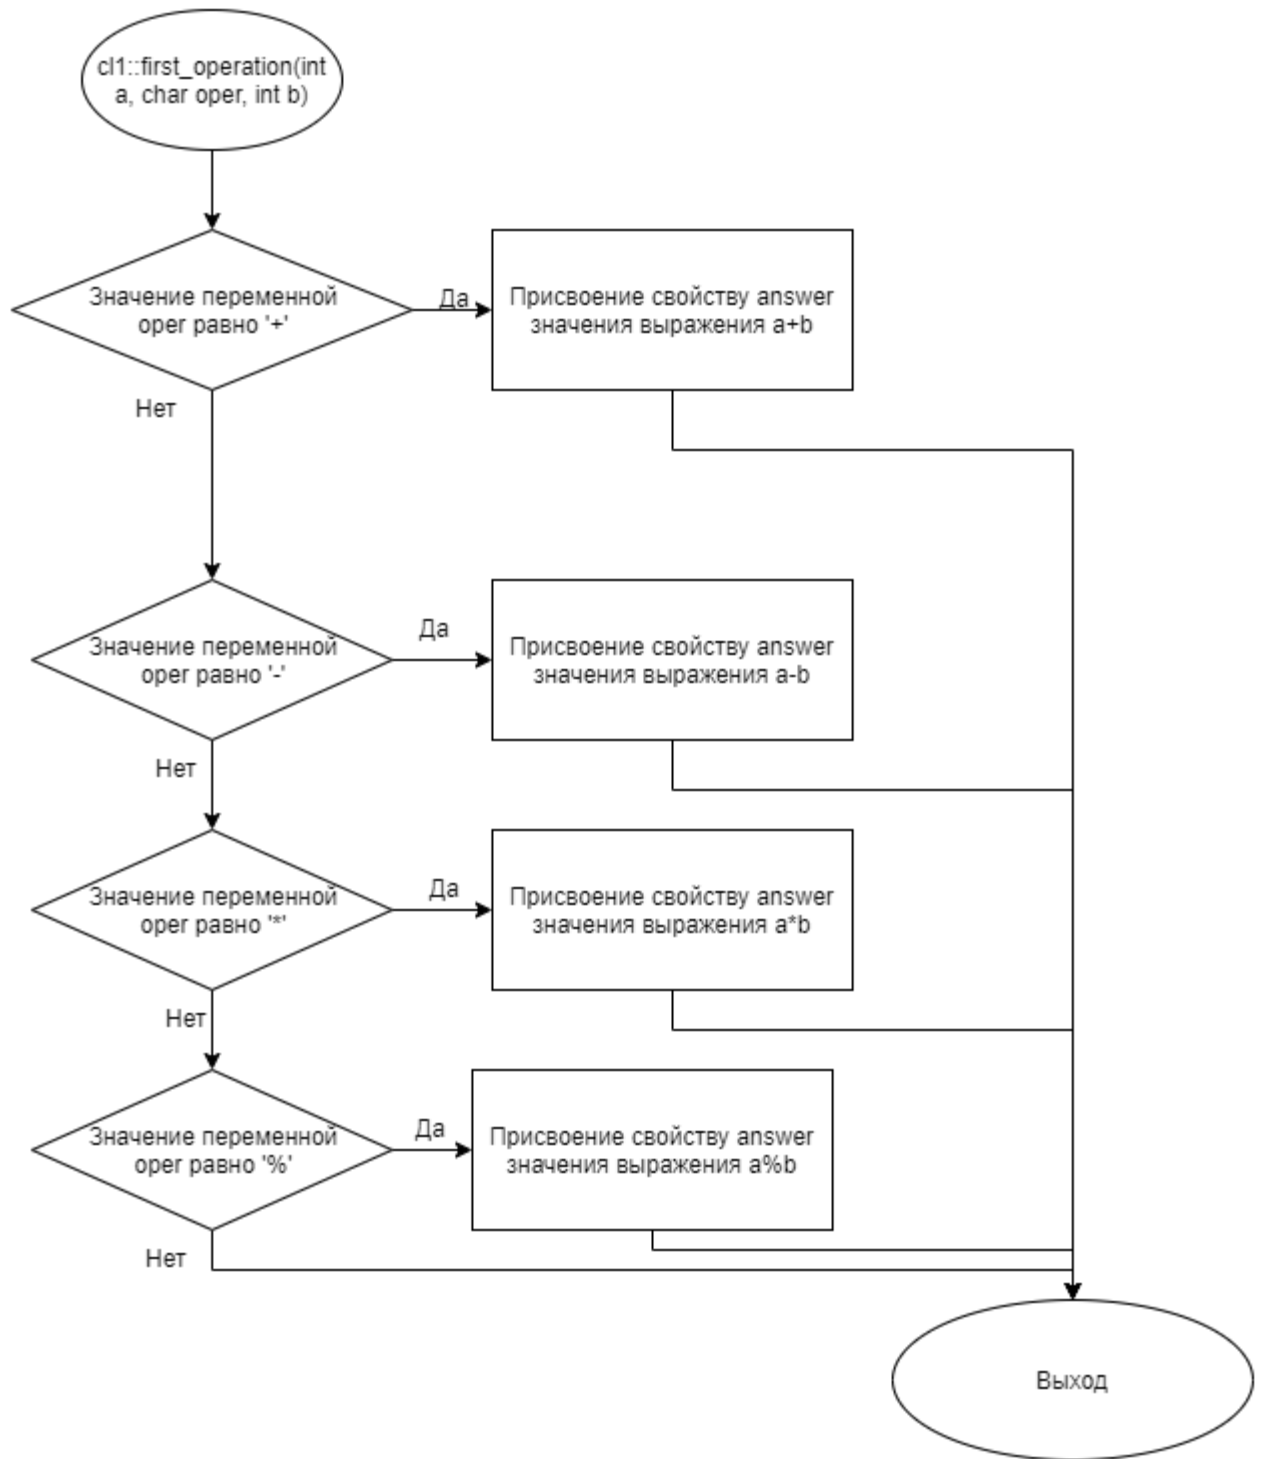 cl1::first_operation(int
a, char oper, int b)
Значение переменной
oper равно '+'
Да
Присвоение свойству answer
значения выражения a+b
Нет
Значение переменной
oper равно '-'
Да
Присвоение свойству answer
значения выражения a-b
Нет
Значение переменной
oper равно '*'
Да
Присвоение свойству answer
значения выражения a*b
Нет
Значение переменной
oper равно '%'
Да
Присвоение свойству answer
значения выражения a%b
Нет
Выход